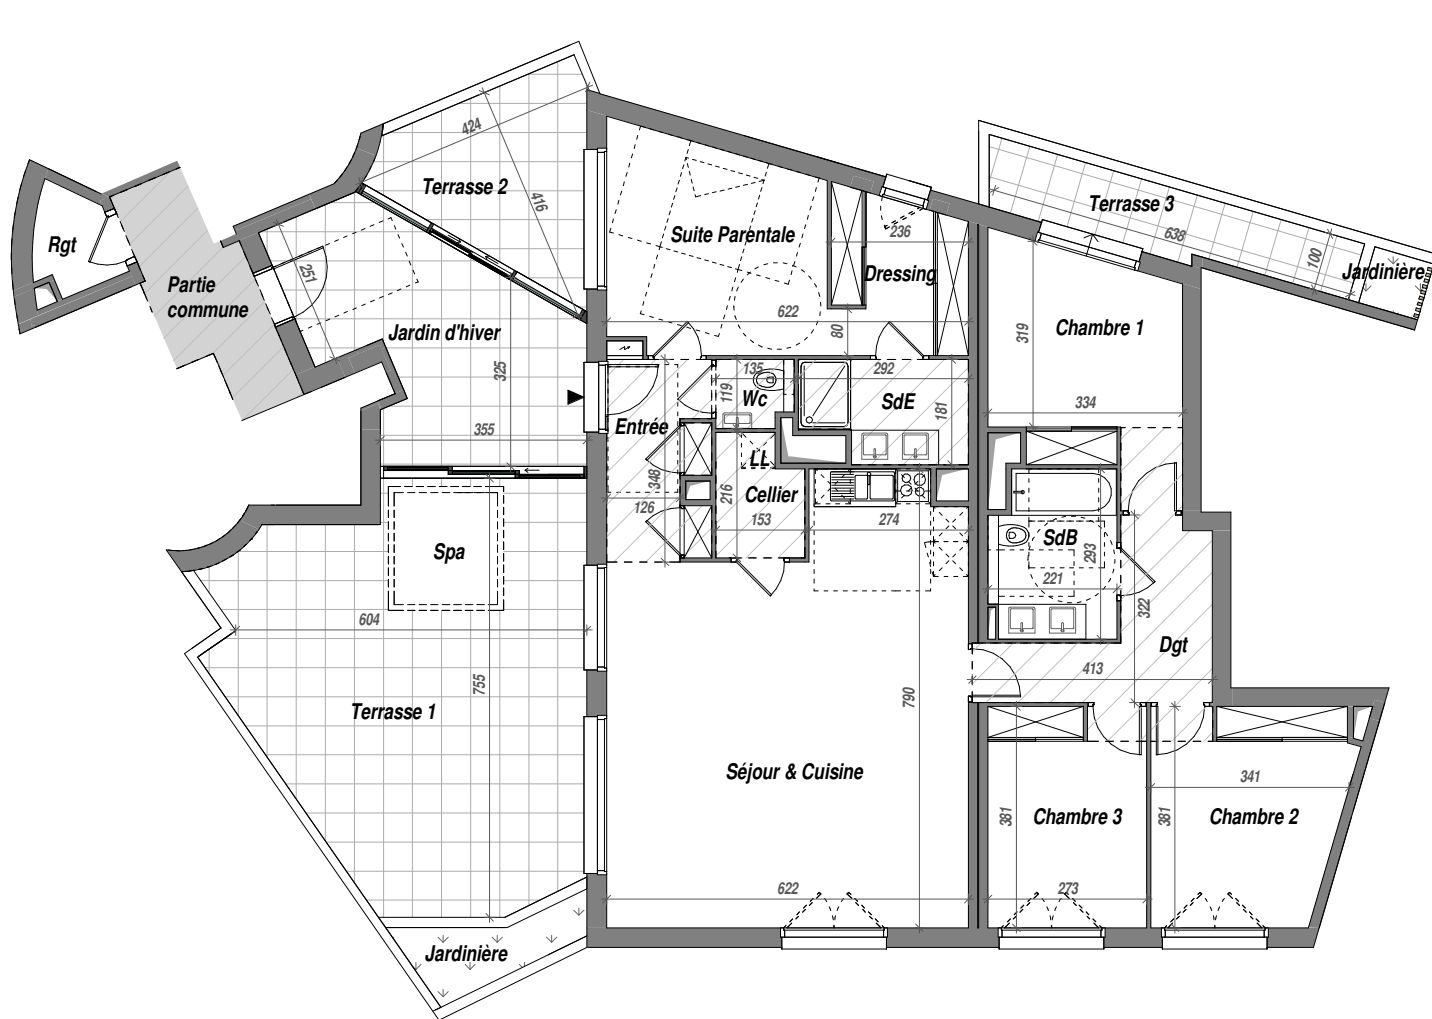 424
Terrasse 2
416
Terrasse 3
638
100
Jardinière
Rgt
Suite Parentale
236
Dressing
251
Partie
commune
Jardin d'hiver
622
80
319
Chambre 1
325
135
292
119
Wc
SdE
181
334
355
Entrée
LL
348
216
Cellier
126
153
274
Spa
SdB
293
221
322
604
Dgt
413
755
790
Terrasse 1
Séjour & Cuisine
341
381
Chambre 3
381
Chambre 2
622
273
Jardinière